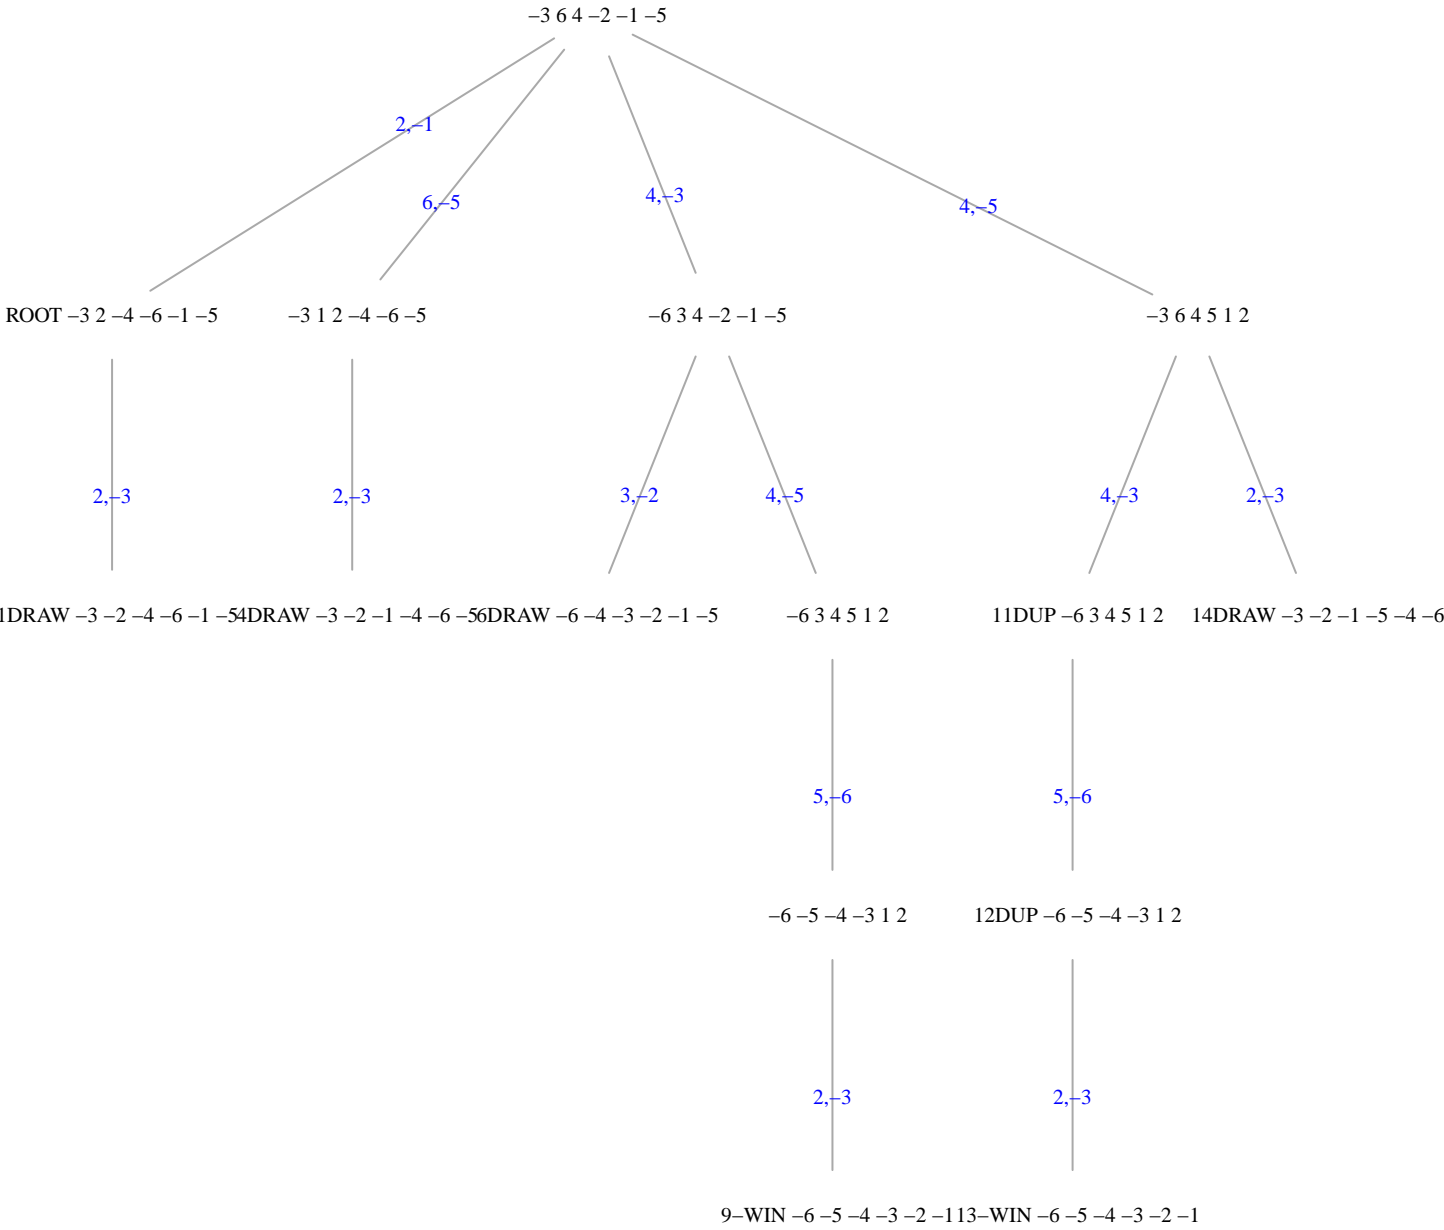 −3 6 4 −2 −1 −5
2,−1
6,−5
4,−3
4,−5
ROOT −3 2 −4 −6 −1 −5
−3 1 2 −4 −6 −5
−6 3 4 −2 −1 −5
−3 6 4 5 1 2
2,−3
2,−3
3,−2
4,−5
4,−3
2,−3
1DRAW −3 −2 −4 −6 −1 −5
4DRAW −3 −2 −1 −4 −6 −5
6DRAW −6 −4 −3 −2 −1 −5
−6 3 4 5 1 2
11DUP −6 3 4 5 1 2
14DRAW −3 −2 −1 −5 −4 −6
5,−6
5,−6
−6 −5 −4 −3 1 2
12DUP −6 −5 −4 −3 1 2
2,−3
2,−3
9−WIN −6 −5 −4 −3 −2 −1
13−WIN −6 −5 −4 −3 −2 −1